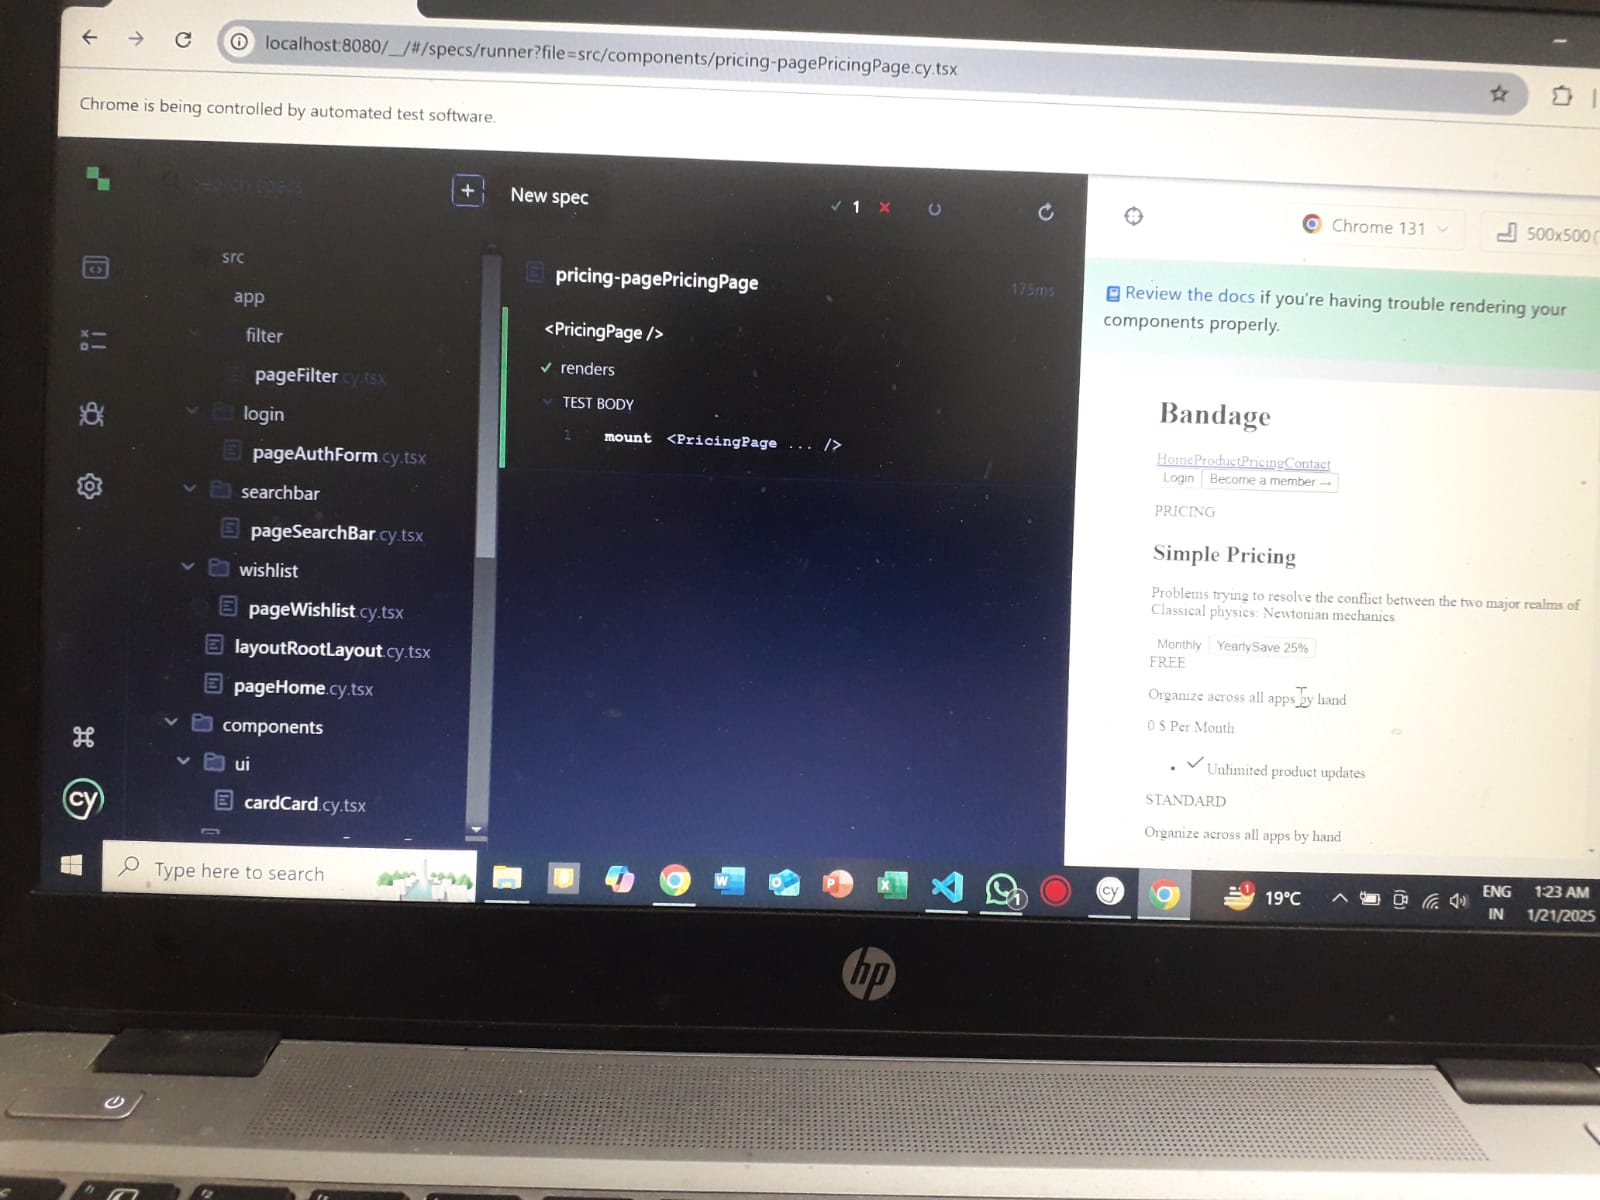 localhost:8080/__/#/specs/runner?file=src/components/pricing-pagePricingPage.cy.tsx
Chrome is being controlled by automated test software.
Search specs
+
New spec
1
src
app
filter
pageFilter.cy.tsx
login
pageAuthForm.cy.tsx
searchbar
pageSearchBar.cy.tsx
wishlist
pageWishlist.cy.tsx
layoutRootLayout.cy.tsx
pageHome.cy.tsx
components
ui
cardCard.cy.tsx
cy
pricing-pagePricingPage
175ms
<PricingPage />
renders
TEST BODY
1 mount <PricingPage ... />
Chrome 131
500x500
Review the docs if you're having trouble rendering your
components properly.
Bandage
HomeProductPricingContact
Login Become a member →
PRICING
Simple Pricing
Problems trying to resolve the conflict between the two major realms of
Classical physics: Newtonian mechanics
Monthly YearlySave 25%
FREE
Organize across all apps by hand
0 $ Per Month
Unlimited product updates
STANDARD
Organize across all apps by hand
Type here to search
1
cy
1
19°C
ENG
IN
1:23 AM
1/21/2025
hp